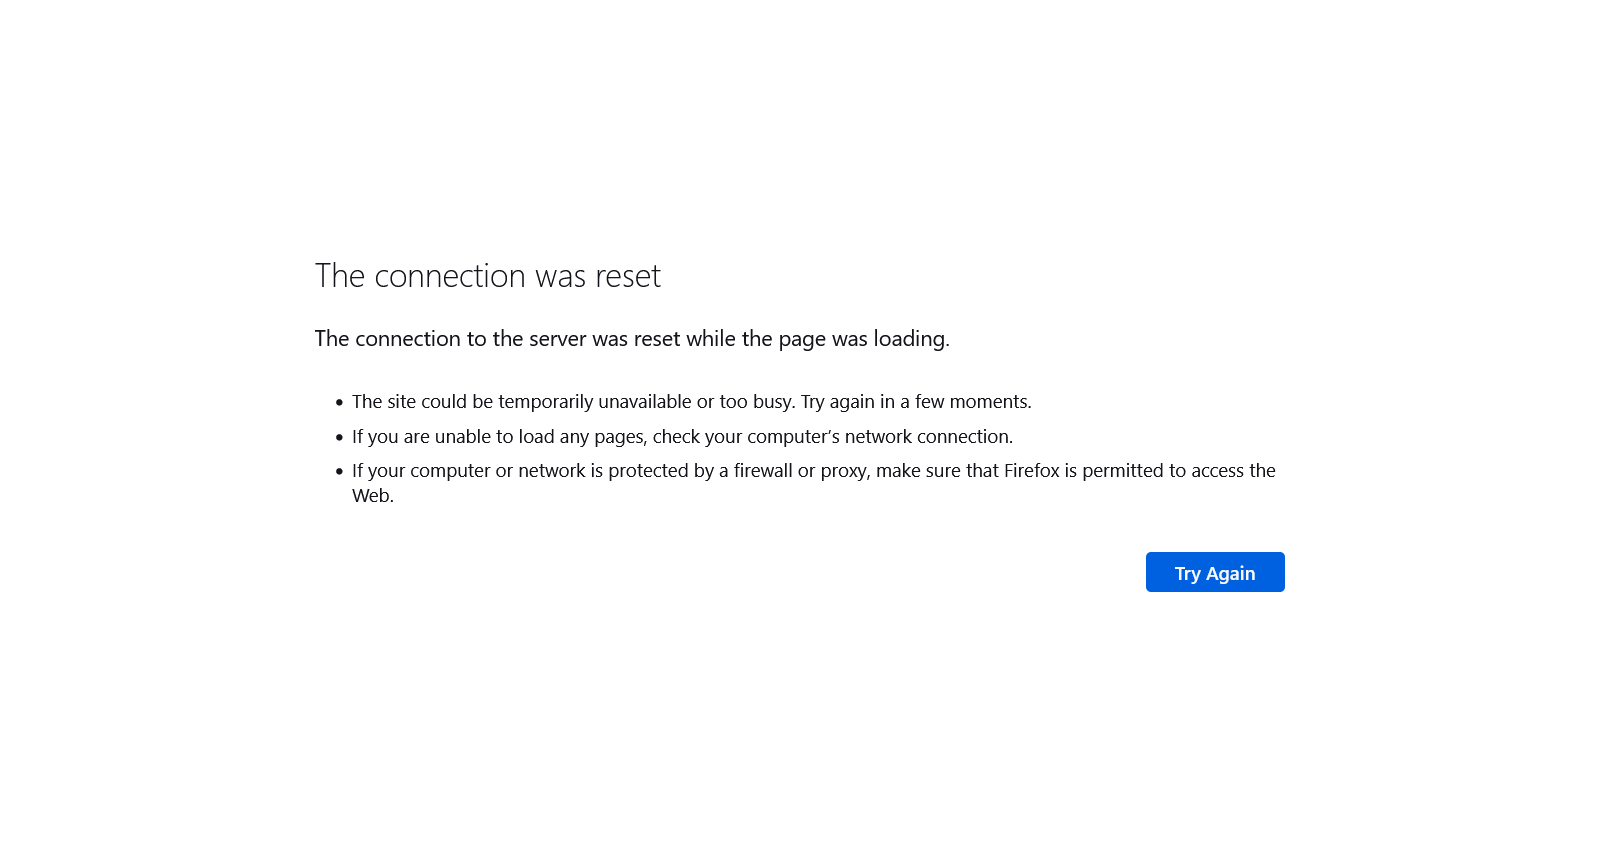 The connection was reset
The connection to the server was reset while the page was loading.
• The site could be temporarily unavailable or too busy. Try again in a few moments.
• If you are unable to load any pages, check your computer’s network connection.
• If your computer or network is protected by a firewall or proxy, make sure that Firefox is permitted to access the
Web.
Try Again